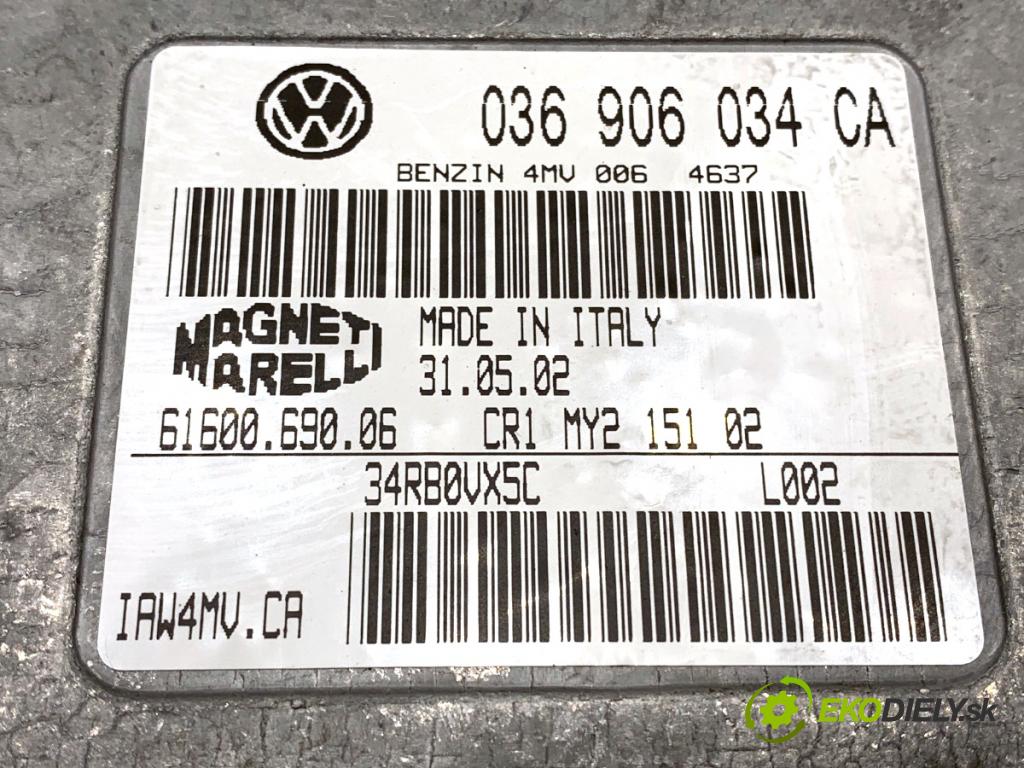 036 906 034 CA
BENZIN 4MV 006 4637
MAGNETI MARELLI
MADE IN ITALY
31.05.02
61600.690.06 CR1 MY2 151 02
34RB0VX5C L002
IAW4MV.CA
EKODIELY.sk